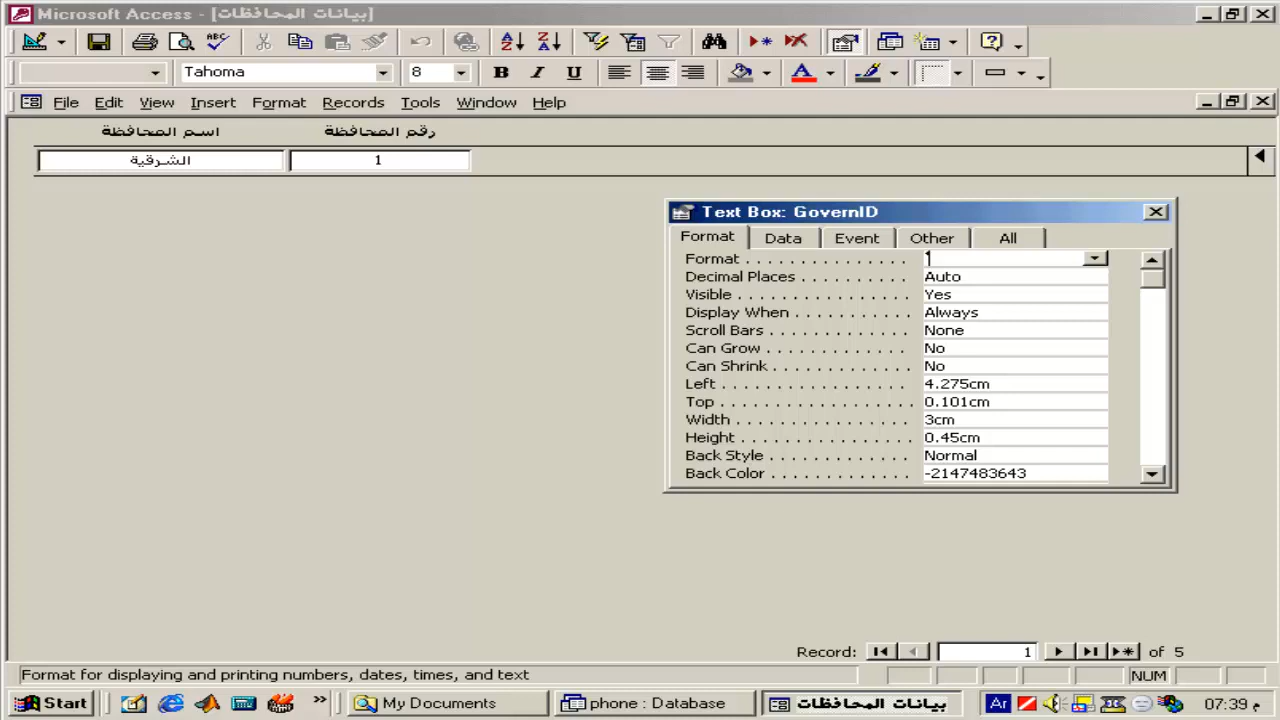 Microsoft Access - [بيانات المحافظات]
Tahoma 8 B I U
File Edit View Insert Format Records Tools Window Help
رقم المحافظة اسم المحافظة
1 الشرقية
Text Box: GovernID
Format Data Event Other All
Format . . . . . . . . . . . . . . .
Decimal Places . . . . . . . . . . Auto
Visible . . . . . . . . . . . . . . . . Yes
Display When . . . . . . . . . . . Always
Scroll Bars . . . . . . . . . . . . . None
Can Grow . . . . . . . . . . . . . No
Can Shrink . . . . . . . . . . . . . No
Left . . . . . . . . . . . . . . . . . 4.275cm
Top . . . . . . . . . . . . . . . . . . 0.101cm
Width . . . . . . . . . . . . . . . . 3cm
Height . . . . . . . . . . . . . . . 0.45cm
Back Style . . . . . . . . . . . . . Normal
Back Color . . . . . . . . . . . . . -2147483643
Record: 1 of 5
Format for displaying and printing numbers, dates, times, and text NUM
Start My Documents phone : Database بيانات المحافظات Ar 07:39 م